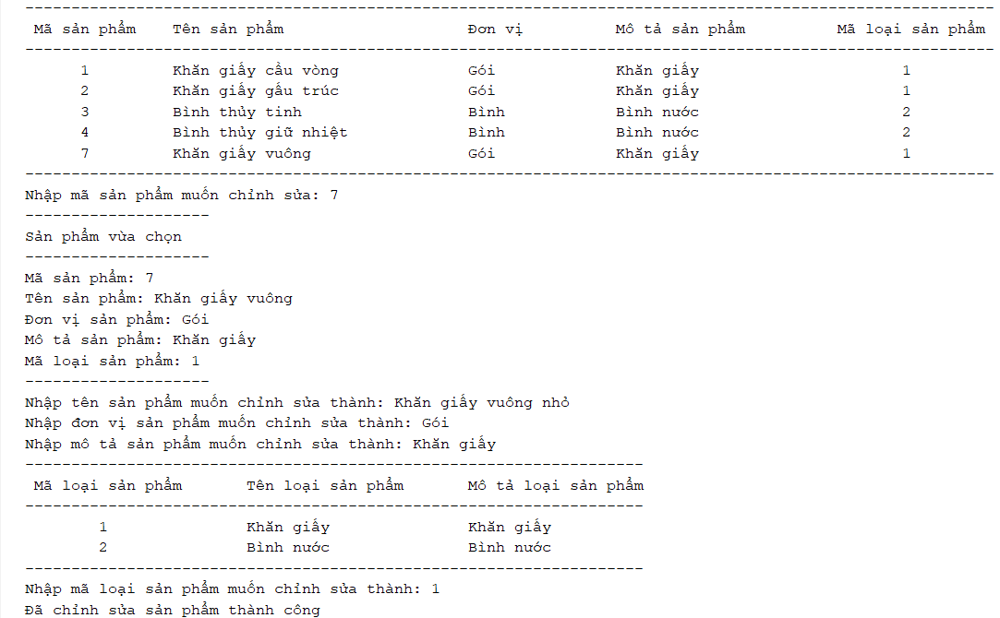 ---------------------------------------------------------------------------------------------------------
Mã sản phẩm Tên sản phẩm Đơn vị Mô tả sản phẩm Mã loại sản phẩm
---------------------------------------------------------------------------------------------------------
1 Khăn giấy cầu vòng Gói Khăn giấy 1
2 Khăn giấy gấu trúc Gói Khăn giấy 1
3 Bình thủy tinh Bình Bình nước 2
4 Bình thủy giữ nhiệt Bình Bình nước 2
7 Khăn giấy vuông Gói Khăn giấy 1
---------------------------------------------------------------------------------------------------------
Nhập mã sản phẩm muốn chỉnh sửa: 7
--------------------
Sản phẩm vừa chọn
--------------------
Mã sản phẩm: 7
Tên sản phẩm: Khăn giấy vuông
Đơn vị sản phẩm: Gói
Mô tả sản phẩm: Khăn giấy
Mã loại sản phẩm: 1
--------------------
Nhập tên sản phẩm muốn chỉnh sửa thành: Khăn giấy vuông nhỏ
Nhập đơn vị sản phẩm muốn chỉnh sửa thành: Gói
Nhập mô tả sản phẩm muốn chỉnh sửa thành: Khăn giấy
-------------------------------------------------------------------
Mã loại sản phẩm Tên loại sản phẩm Mô tả loại sản phẩm
-------------------------------------------------------------------
1 Khăn giấy Khăn giấy
2 Bình nước Bình nước
-------------------------------------------------------------------
Nhập mã loại sản phẩm muốn chỉnh sửa thành: 1
Đã chỉnh sửa sản phẩm thành công